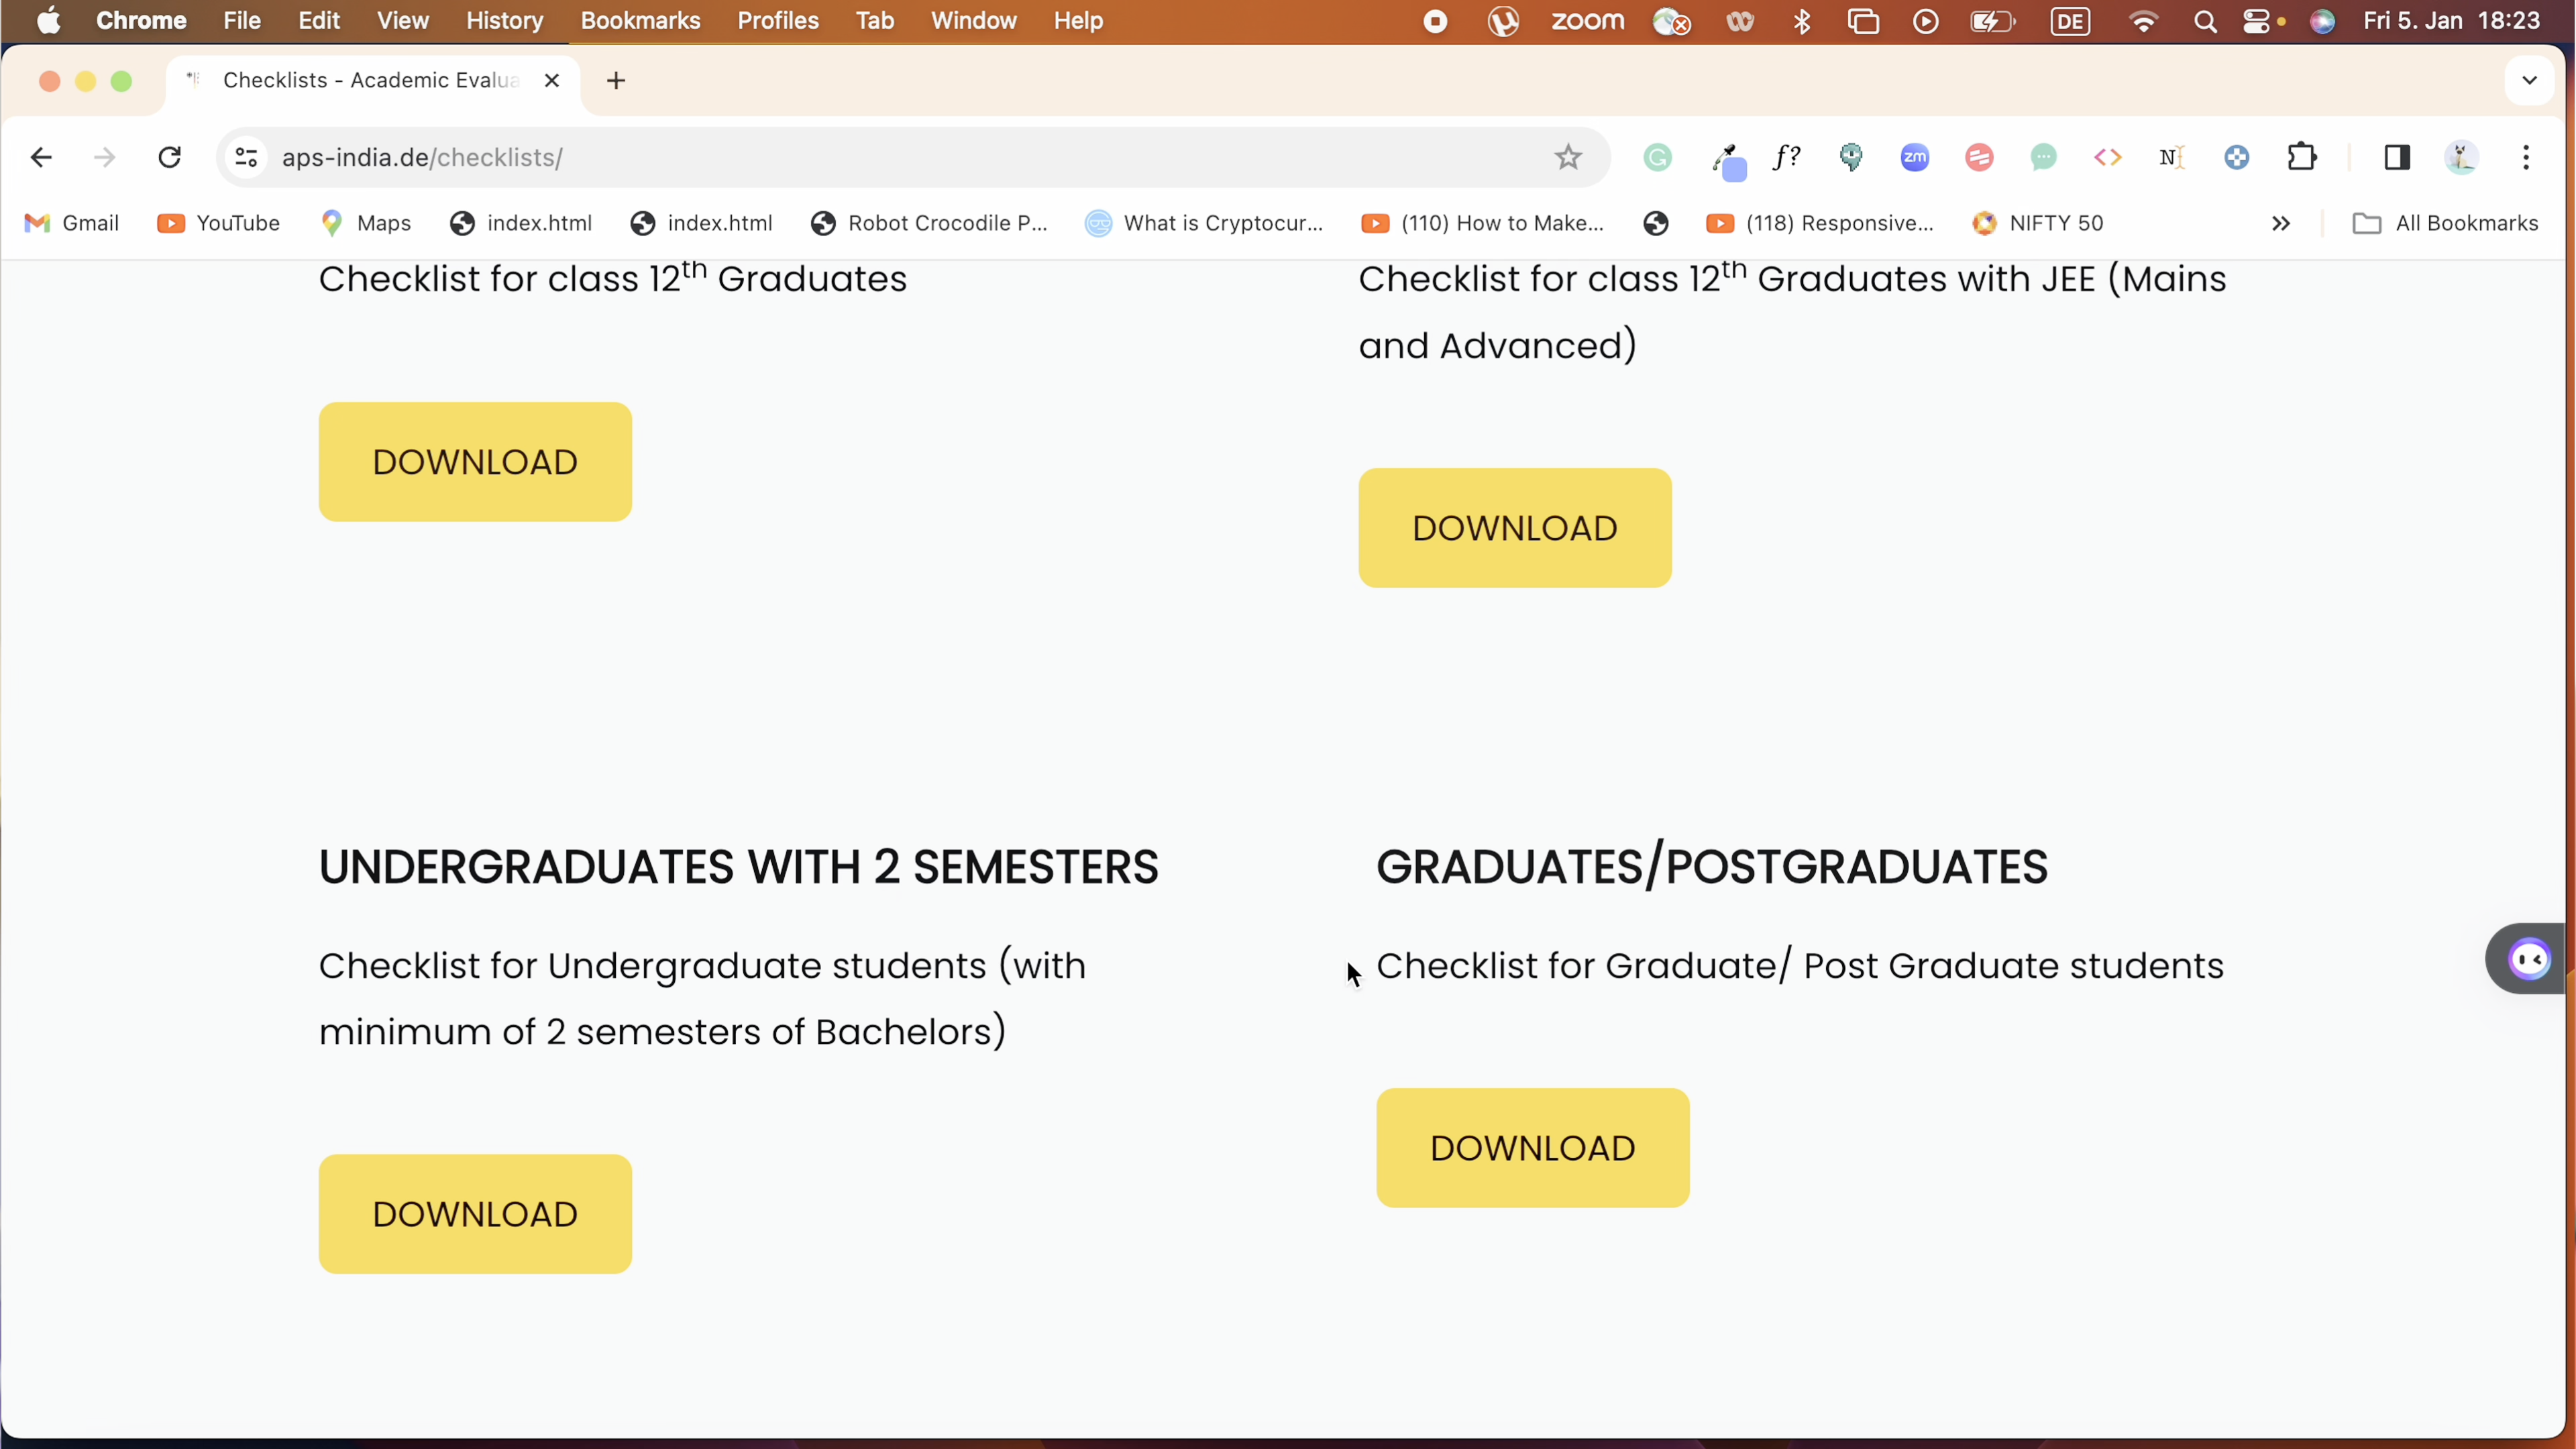 Chrome File Edit View History Bookmarks Profiles Tab Window Help zoom DE Fri 5. Jan 18:23
Checklists - Academic Evalua
aps-india.de/checklists/
Gmail YouTube Maps index.html index.html Robot Crocodile P... What is Cryptocur... (110) How to Make... (118) Responsive... NIFTY 50 All Bookmarks
Checklist for class 12th Graduates
Checklist for class 12th Graduates with JEE (Mains
and Advanced)
DOWNLOAD
DOWNLOAD
UNDERGRADUATES WITH 2 SEMESTERS
Checklist for Undergraduate students (with
minimum of 2 semesters of Bachelors)
DOWNLOAD
GRADUATES/POSTGRADUATES
Checklist for Graduate/ Post Graduate students
DOWNLOAD